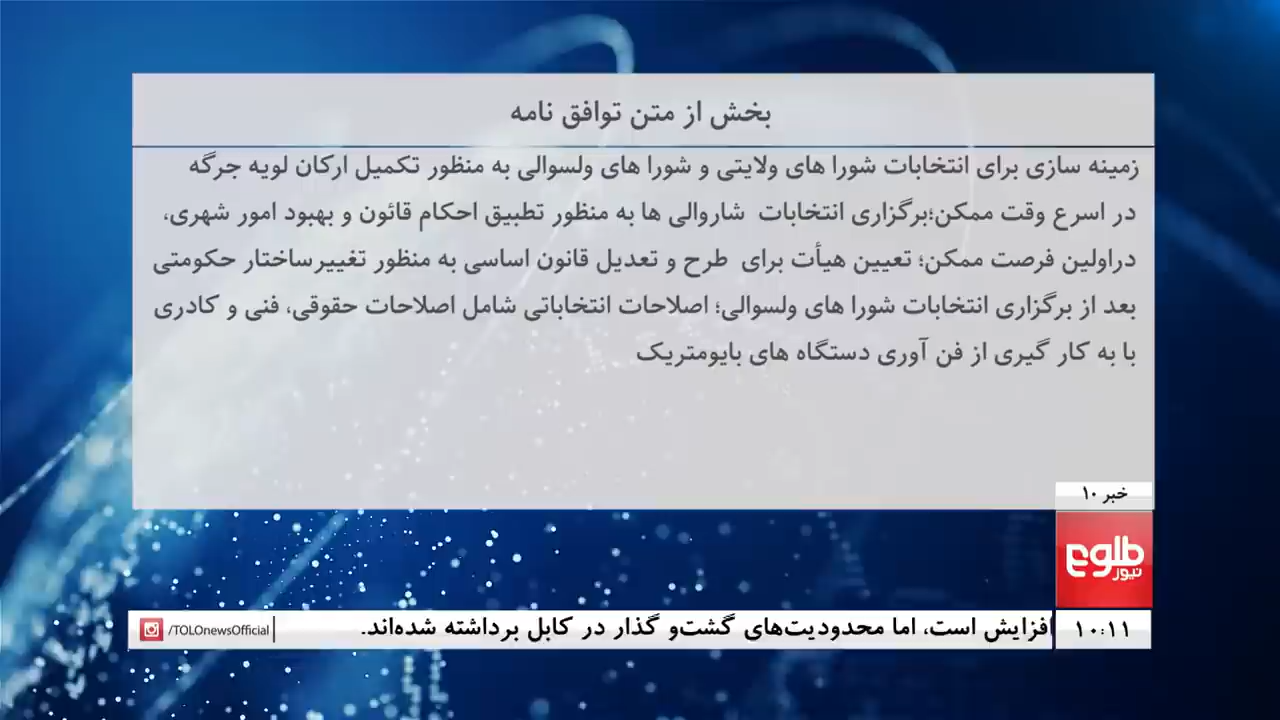 بخش از متن توافق نامه
زمینه سازی برای انتخابات شورا های ولایتی و شورا های ولسوالی به منظور تکمیل ارکان لویه جرگه
در اسرع وقت ممکن؛برگزاری انتخابات شاروالی ها به منظور تطبیق احکام قانون و بهبود امور شهری،
دراولین فرصت ممکن؛ تعیین هیأت برای طرح و تعدیل قانون اساسی به منظور تغییرساختار حکومتی
بعد از برگزاری انتخابات شورا های ولسوالی؛ اصلاحات انتخاباتی شامل اصلاحات حقوقی، فنی و کادری
با به کار گیری از فن آوری دستگاه های بایومتریک
خبر ۱۰
طلوع
نیوز
۱۰:۱۱
افزایش است، اما محدودیت‌های گشت‌و گذار در کابل برداشته شده‌اند.
/TOLOnewsOfficial